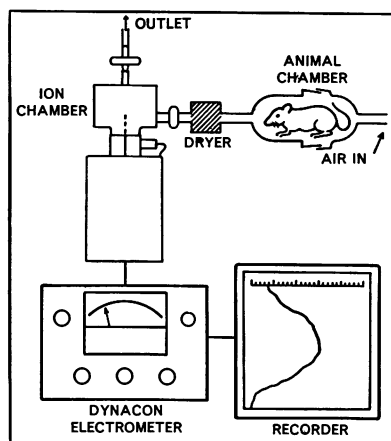 OUTLET
ION
CHAMBER
ANIMAL
CHAMBER
DRYER
AIR IN
DYNACON
ELECTROMETER
RECORDER